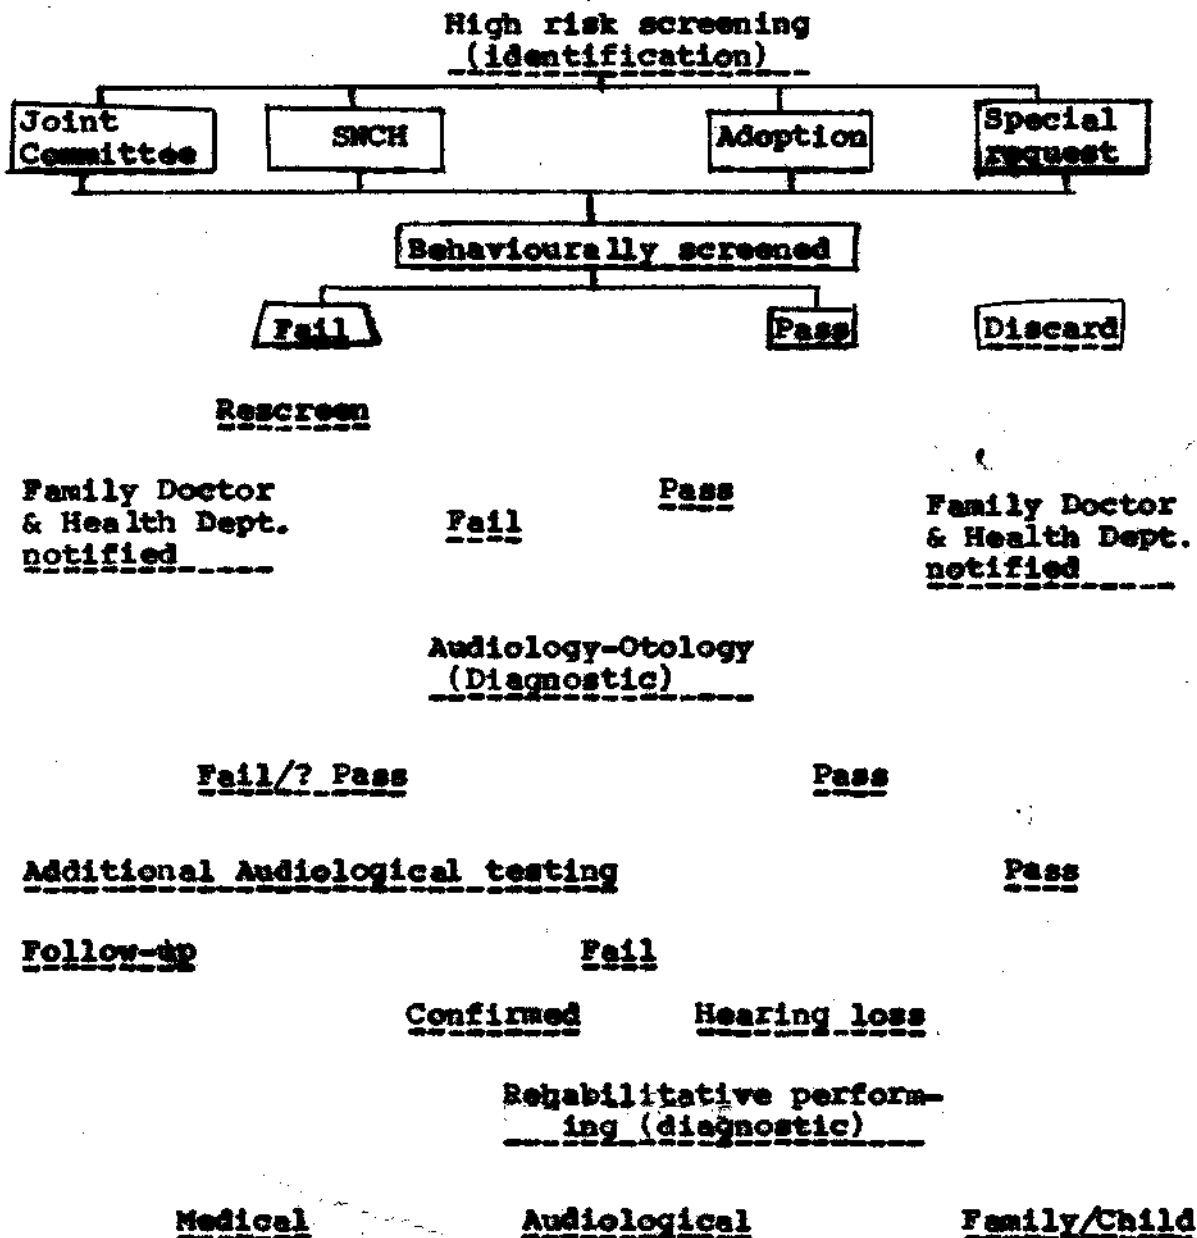 High risk screening
(identification)
Joint
Committee
SWCH
Adoption
Special
request
Behaviourally screened
Fail
Pass
Discard
Rescreen
Family Doctor
& Health Dept.
notified
Fail
Pass
Family Doctor
& Health Dept.
notified
Audiology-Otology
(Diagnostic)
Fail/? Pass
Pass
Additional Audiological testing
Pass
Follow-up
Fail
Confirmed
Hearing loss
Rehabilitative perform-
ing (diagnostic)
Medical
Audiological
Family/Child